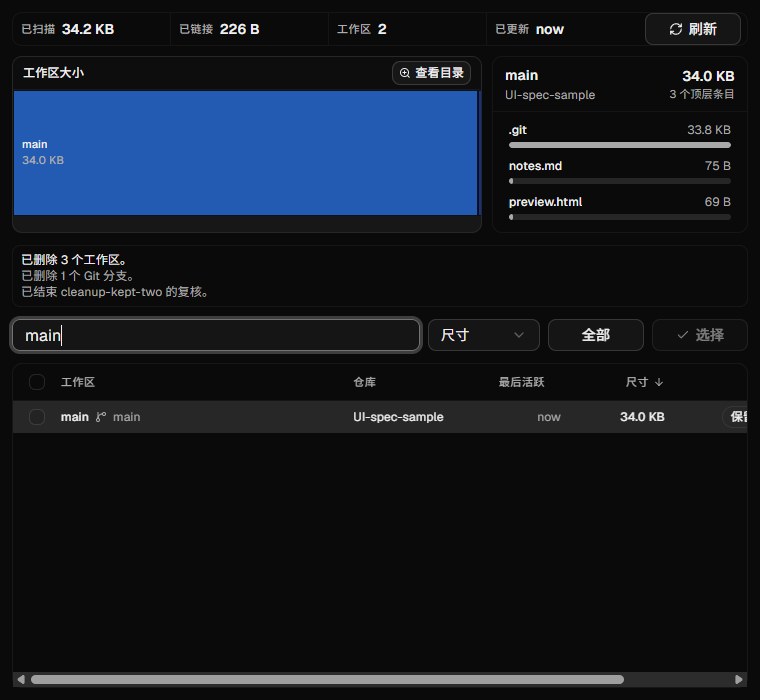 已扫描 34.2 KB 已链接 226 B 工作区 2 已更新 now 刷新
工作区大小 查看目录
main
34.0 KB
main 34.0 KB
UI-spec-sample 3 个顶层条目
.git 33.8 KB
notes.md 75 B
preview.html 69 B
已删除 3 个工作区。
已删除 1 个 Git 分支。
已结束 cleanup-kept-two 的复核。
main 尺寸 全部 选择
工作区 仓库 最后活跃 尺寸
main main UI-spec-sample now 34.0 KB 保